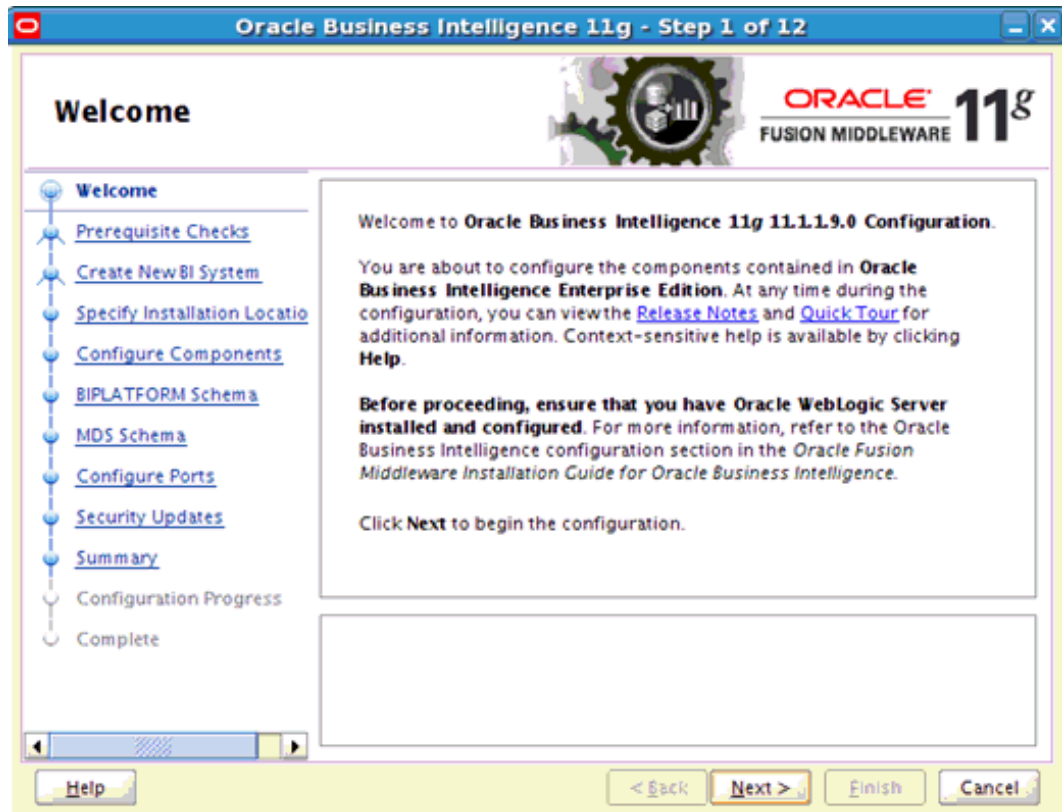 Oracle Business Intelligence 11g - Step 1 of 12
Welcome
ORACLE
FUSION MIDDLEWARE
11g
Welcome
Prerequisite Checks
Create New BI System
Specify Installation Locatio
Configure Components
BIPLATFORM Schema
MDS Schema
Configure Ports
Security Updates
Summary
Configuration Progress
Complete
Welcome to Oracle Business Intelligence 11g 11.1.1.9.0 Configuration.
You are about to configure the components contained in Oracle
Business Intelligence Enterprise Edition. At any time during the
configuration, you can view the Release Notes and Quick Tour for
additional information. Context-sensitive help is available by clicking
Help.
Before proceeding, ensure that you have Oracle WebLogic Server
installed and configured. For more information, refer to the Oracle
Business Intelligence configuration section in the Oracle Fusion
Middleware Installation Guide for Oracle Business Intelligence.
Click Next to begin the configuration.
Help
< Back
Next >
Finish
Cancel